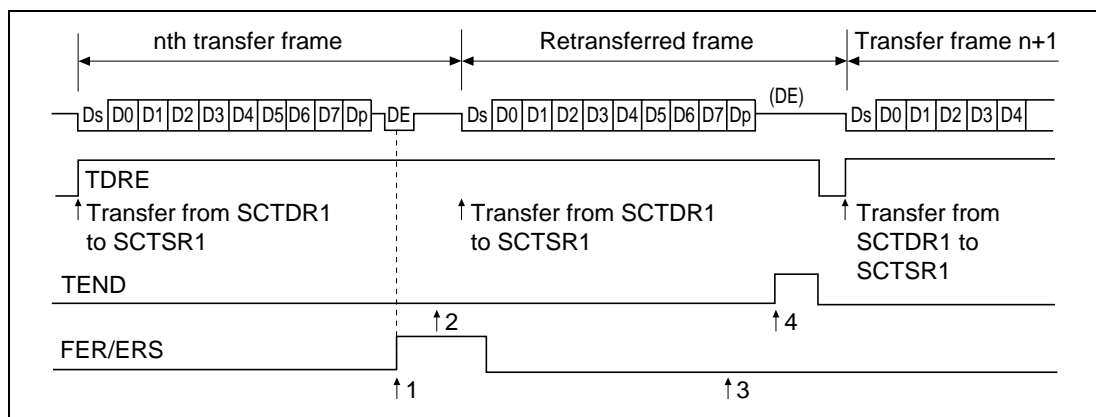 nth transfer frame Retransferred frame Transfer frame n+1
Ds D0 D1 D2 D3 D4 D5 D6 D7 Dp DE Ds D0 D1 D2 D3 D4 D5 D6 D7 Dp (DE) Ds D0 D1 D2 D3 D4
TDRE
Transfer from SCTDR1
to SCTSR1
Transfer from SCTDR1
to SCTSR1
Transfer from
SCTDR1 to
SCTSR1
TEND
2 4
FER/ERS
1 3